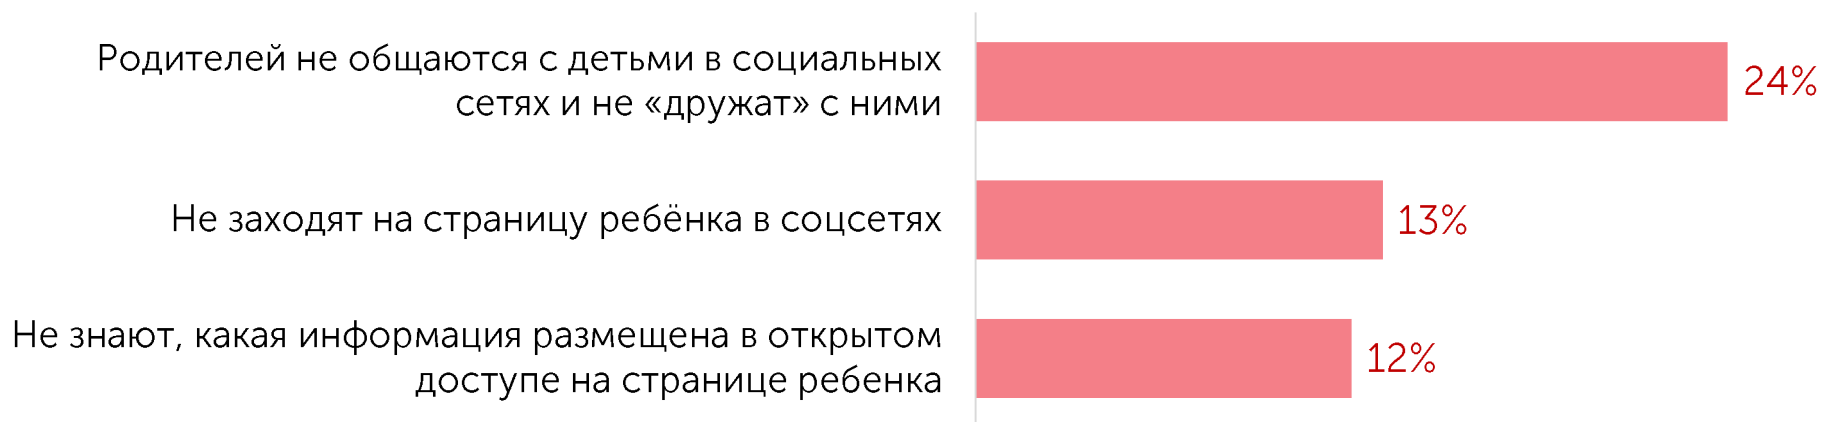 Родителей не общаются с детьми в социальных
сетях и не «дружат» с ними
24%
Не заходят на страницу ребёнка в соцсетях
13%
Не знают, какая информация размещена в открытом
доступе на странице ребенка
12%